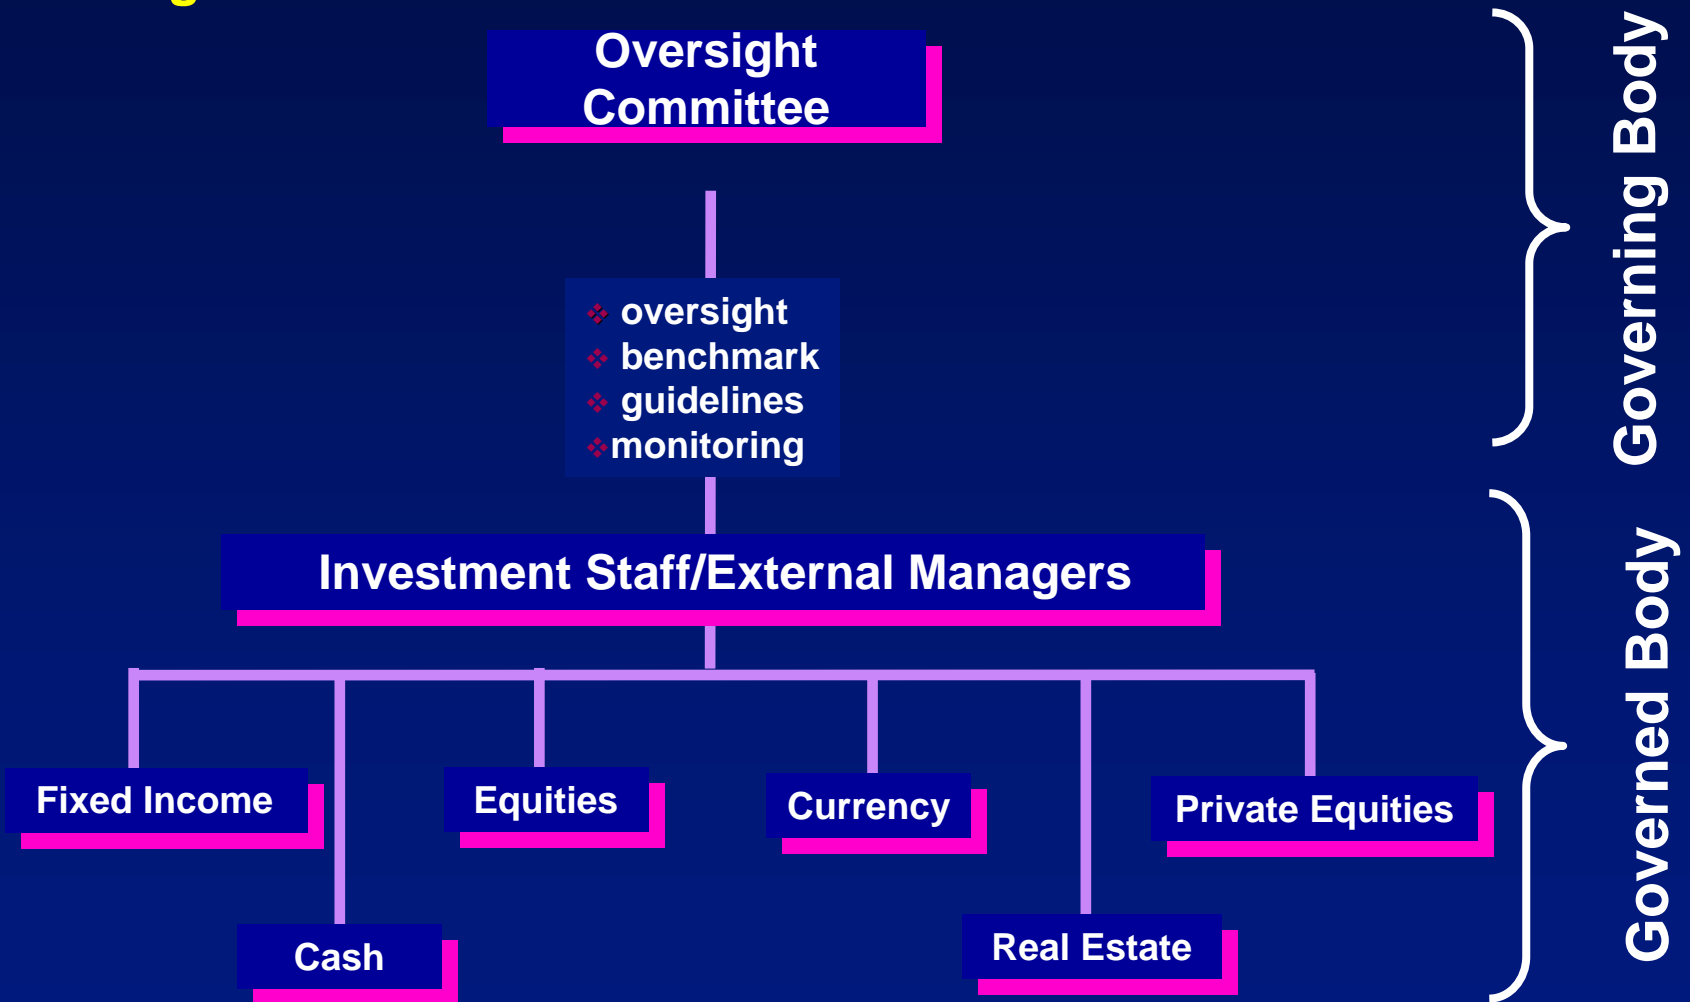 Oversight
Committee
Governing Body
oversight
benchmark
guidelines
monitoring
Investment Staff/External Managers
Governed Body
Fixed Income
Equities
Currency
Private Equities
Cash
Real Estate